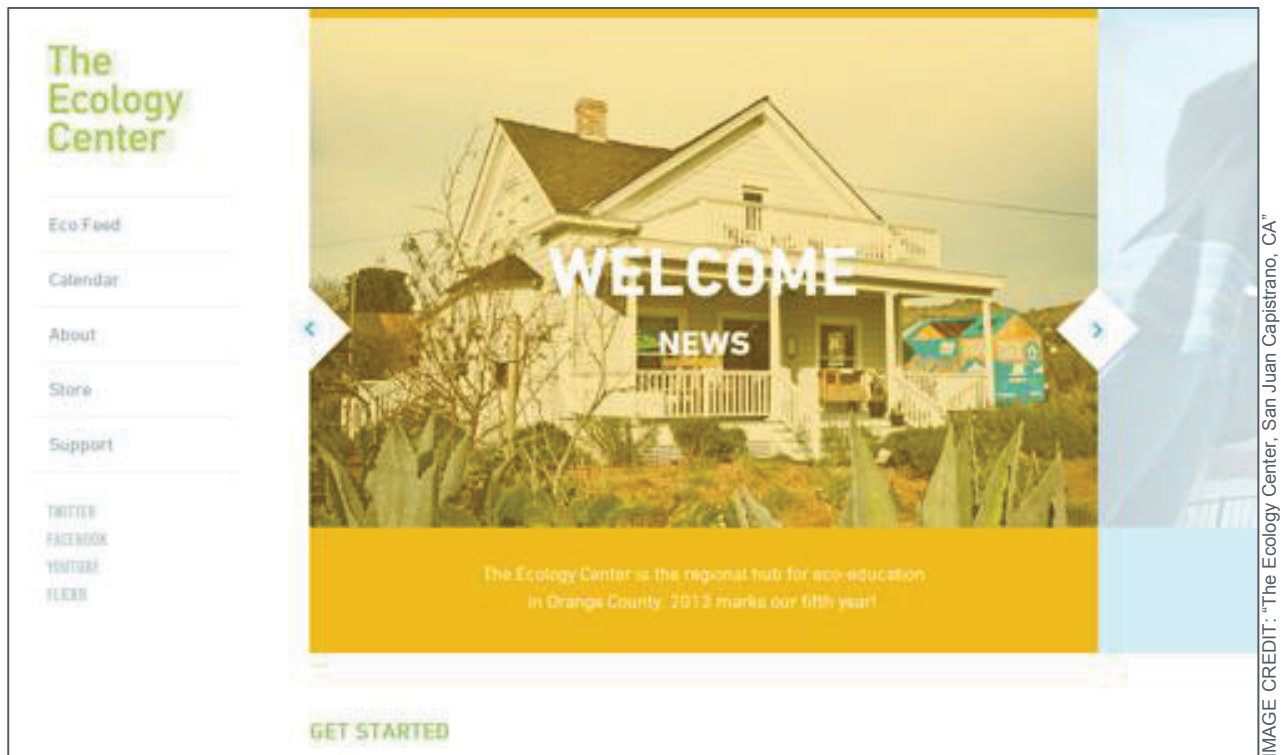 The
Ecology
Center
Eco Feed
Calendar
About
Store
Support
TWITTER
FACEBOOK
YOUTUBE
FLICKR
WELCOME
NEWS
The Ecology Center is the regional hub for eco-education
in Orange County. 2013 marks our fifth year!
GET STARTED
IMAGE CREDIT: “The Ecology Center, San Juan Capistrano, CA”